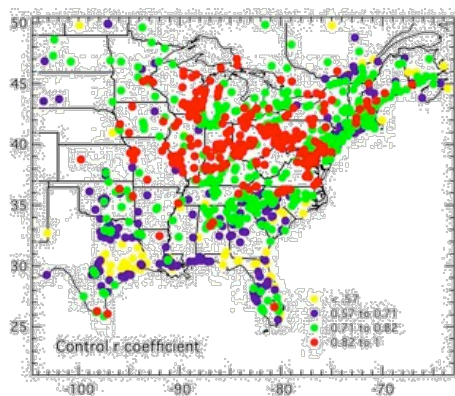 50
45
40
35
30
25
< .57
0.57 to 0.71
0.71 to 0.82
0.82 to 1
Control r coefficient
-100 -90 -80 -70